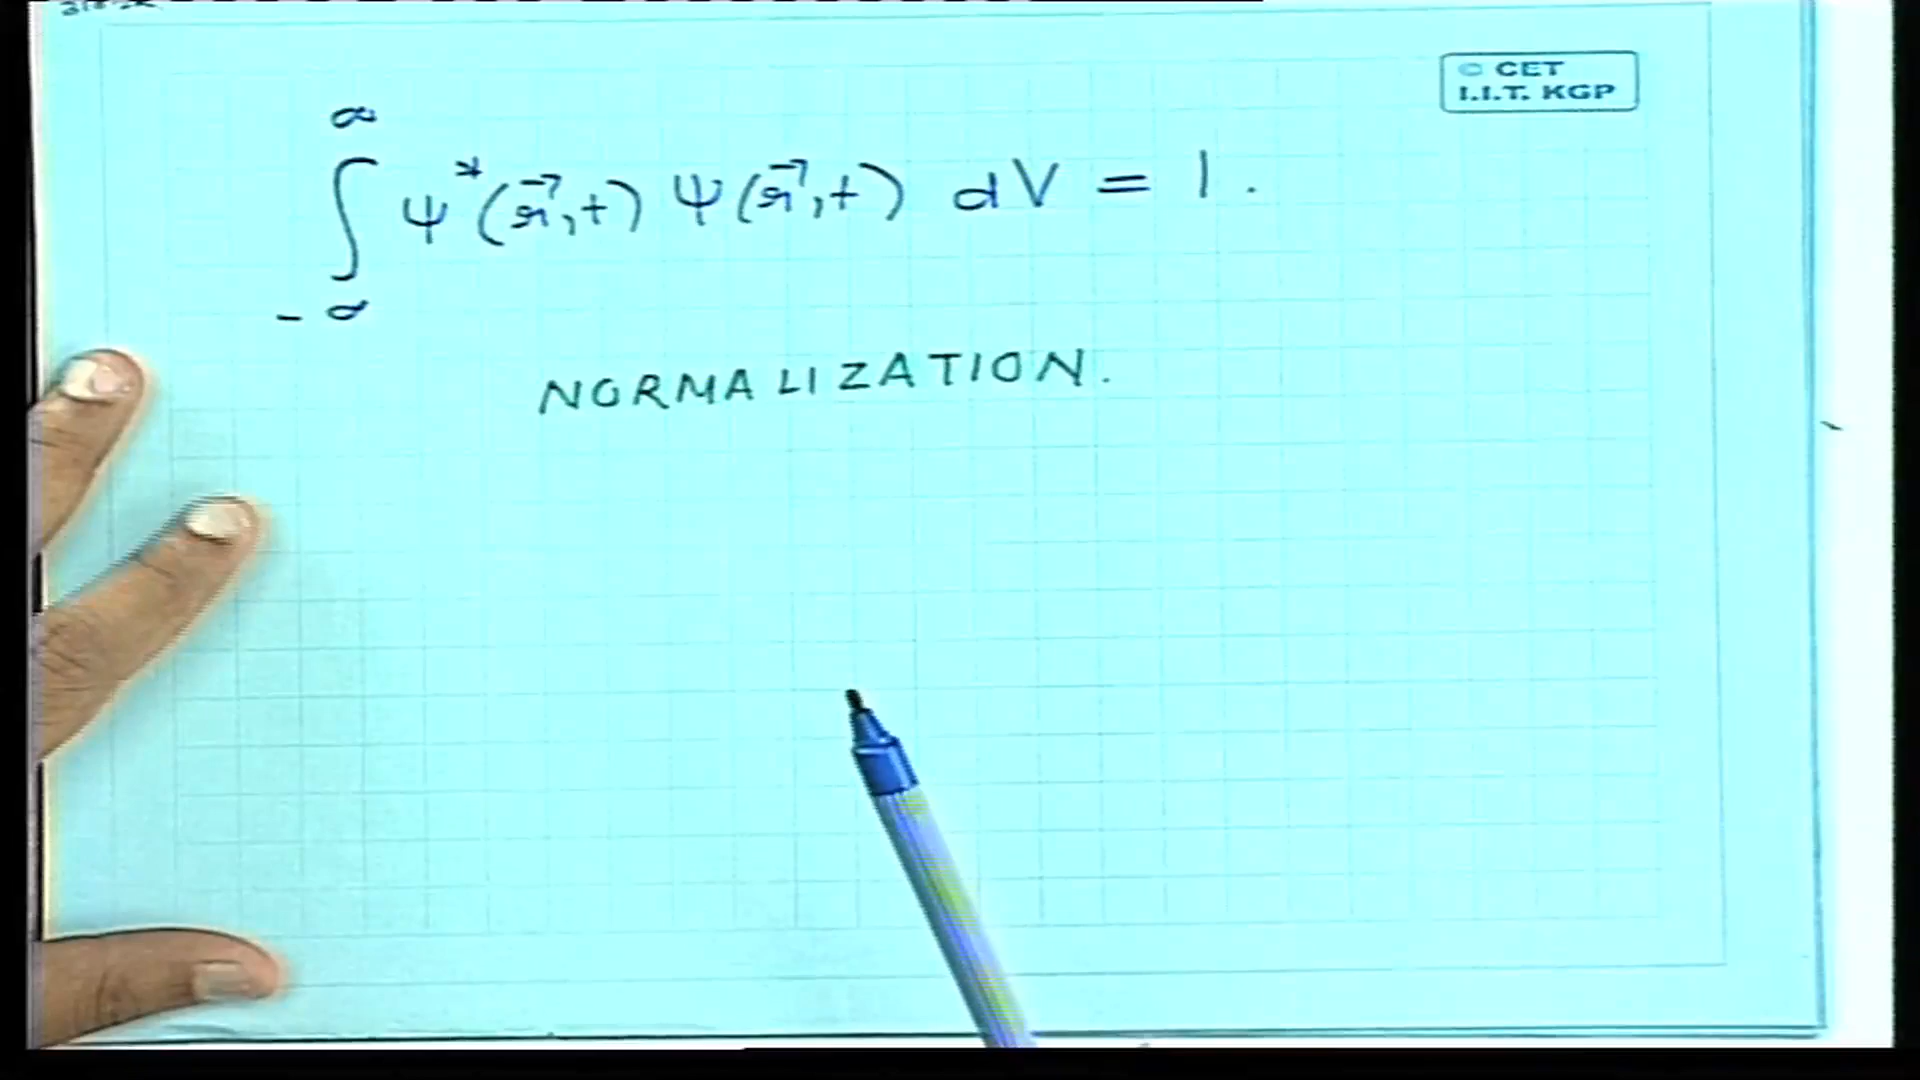 © CET
I.I.T. KGP
∞
∫ ψ*(r⃗,t) ψ(r⃗,t) dV = 1.
-∞
NORMALIZATION.